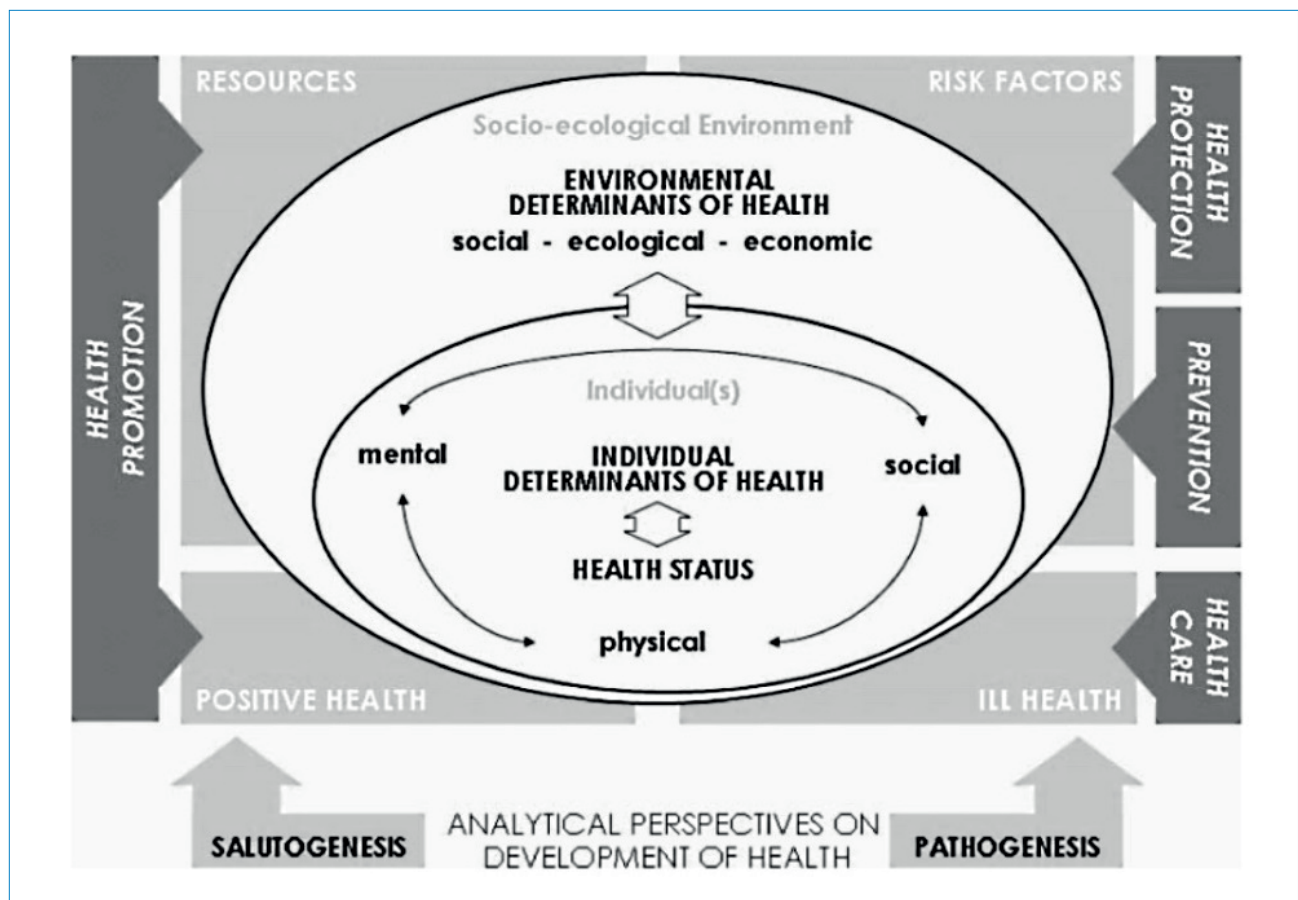 RESOURCES
RISK FACTORS
Socio-ecological Environment
ENVIRONMENTAL
DETERMINANTS OF HEALTH
social - ecological - economic
Individual(s)
mental
social
INDIVIDUAL
DETERMINANTS OF HEALTH
HEALTH STATUS
physical
POSITIVE HEALTH
ILL HEALTH
HEALTH
PROMOTION
HEALTH
PROTECTION
PREVENTION
HEALTH
CARE
SALUTOGENESIS
ANALYTICAL PERSPECTIVES ON
DEVELOPMENT OF HEALTH
PATHOGENESIS